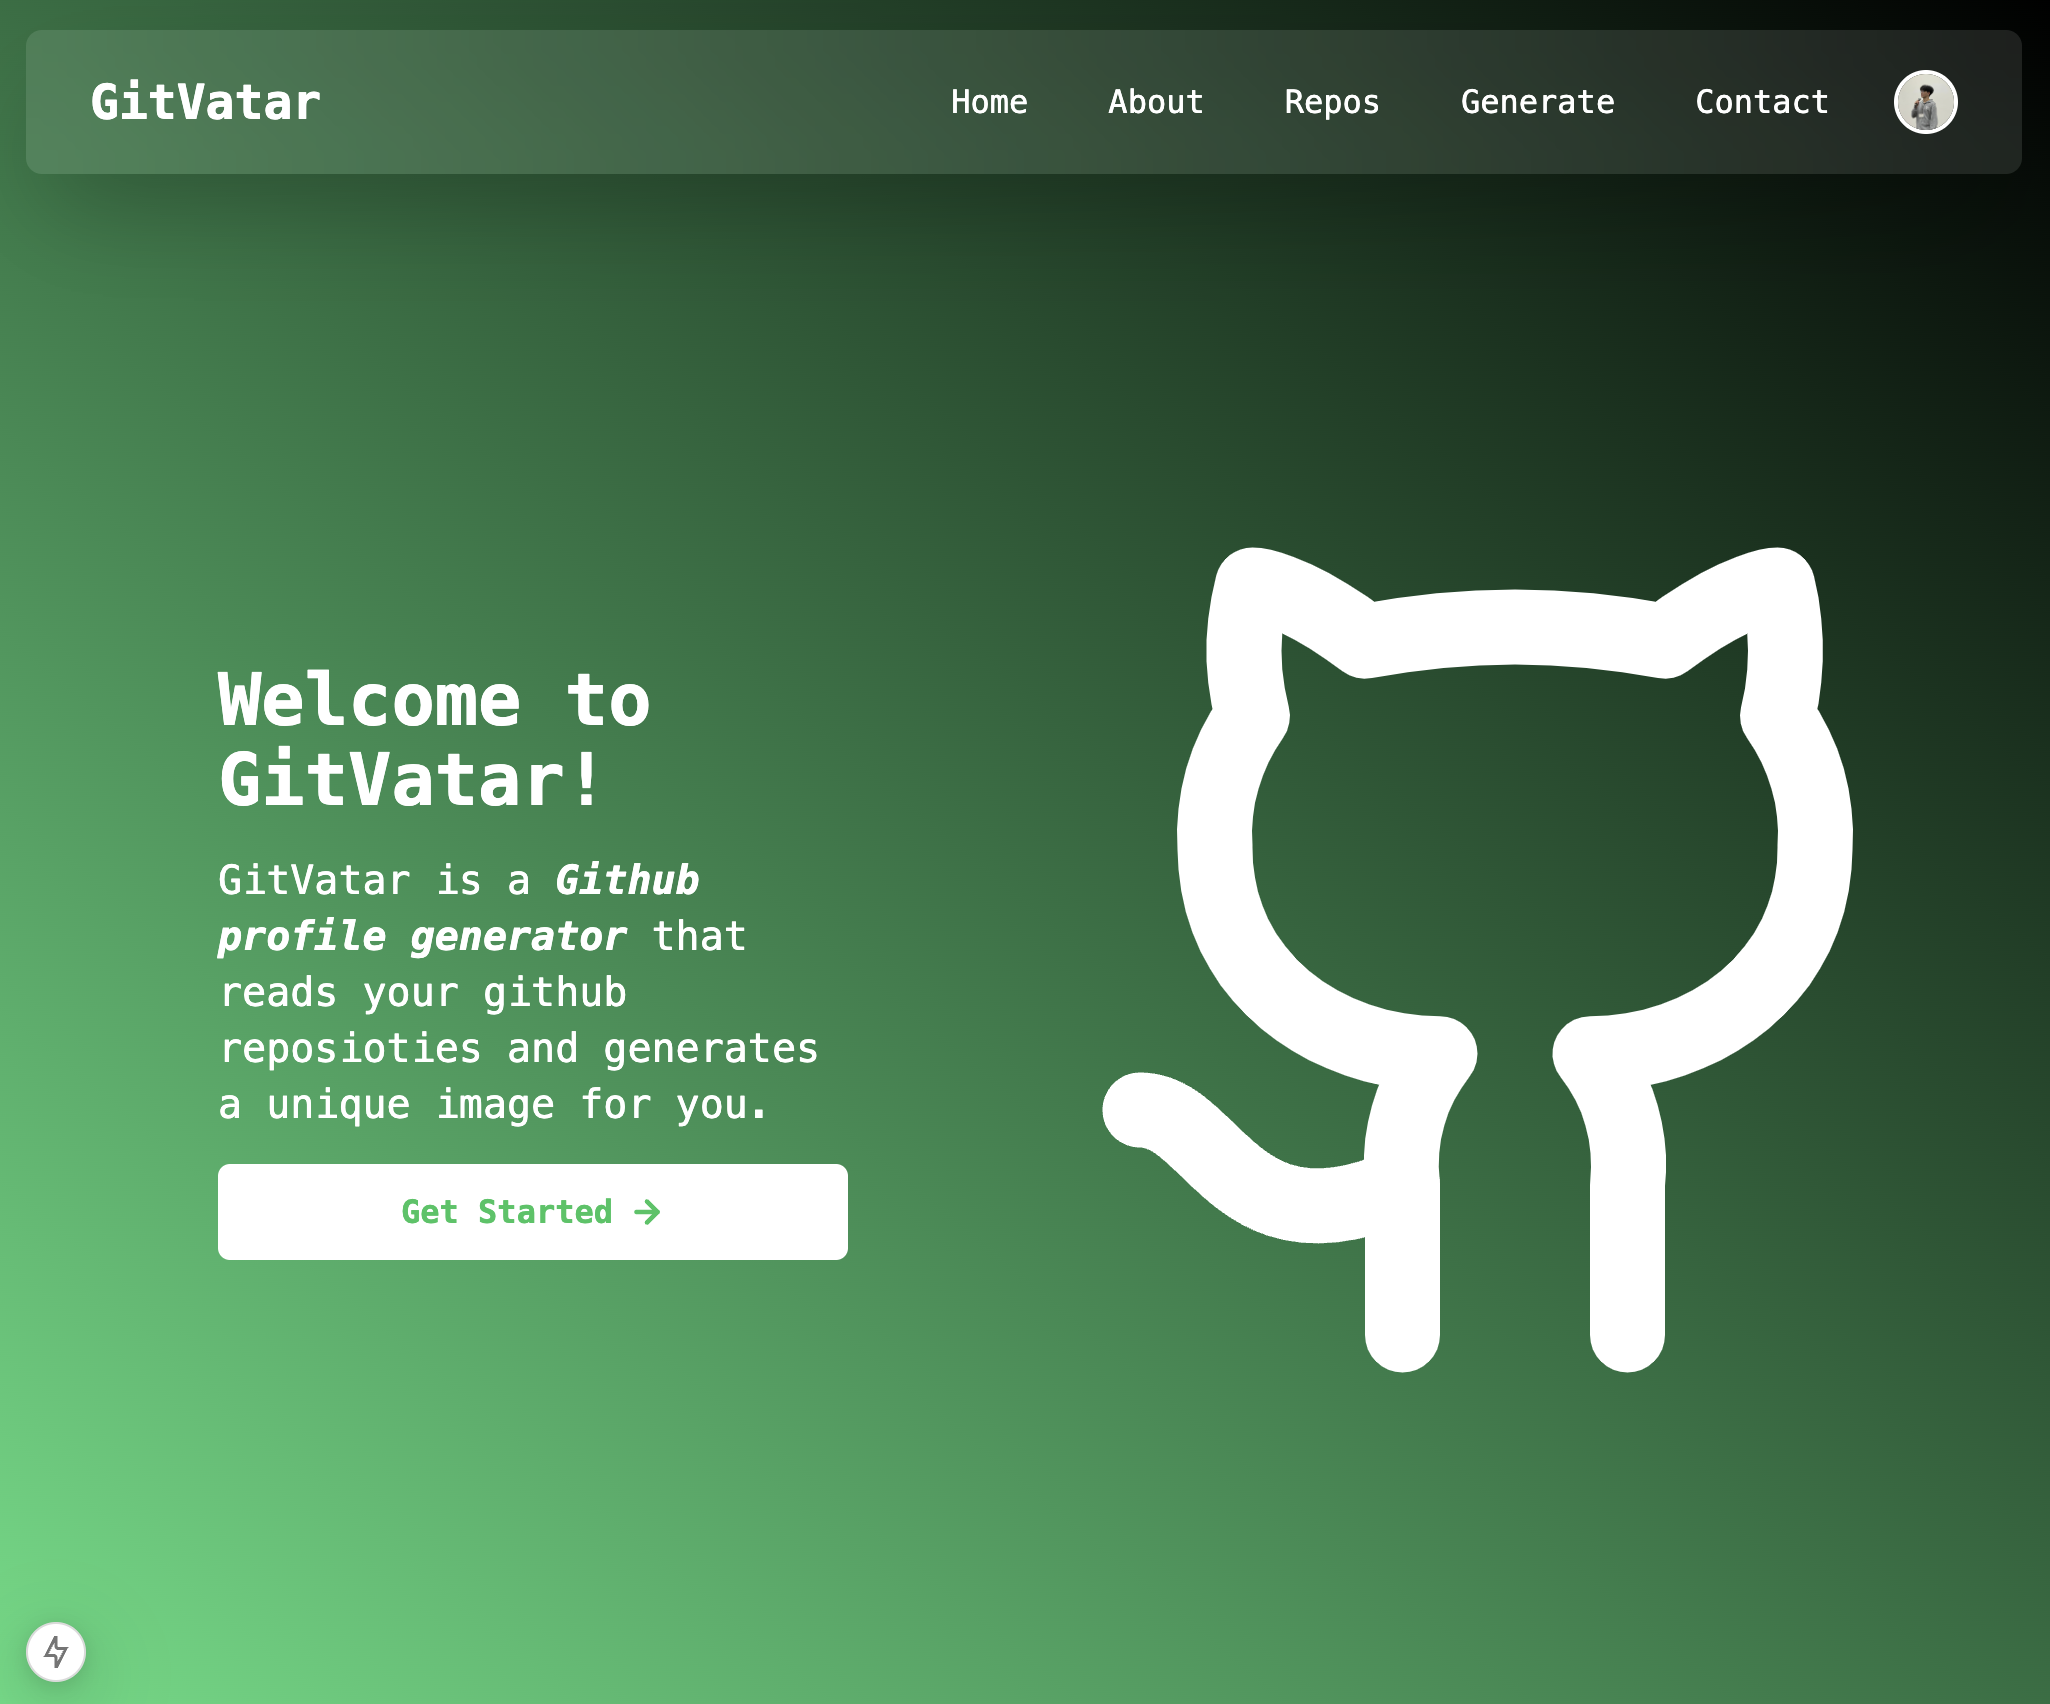 GitVatar
Home About Repos Generate Contact
Welcome to
GitVatar!
GitVatar is a Github
profile generator that
reads your github
reposioties and generates
a unique image for you.
Get Started →